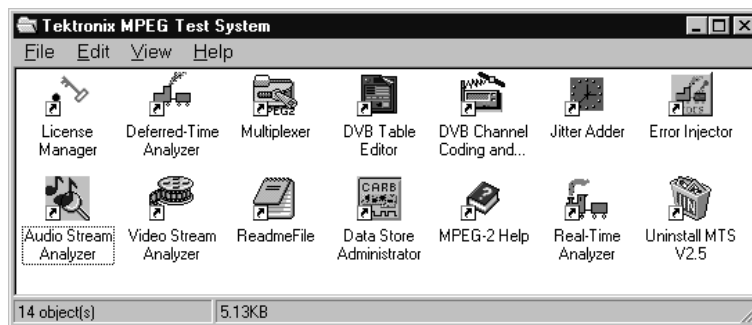 Tektronix MPEG Test System
File Edit View Help
License Manager
Deferred-Time Analyzer
Multiplexer
DVB Table Editor
DVB Channel Coding and...
Jitter Adder
Error Injector
Audio Stream Analyzer
Video Stream Analyzer
ReadmeFile
Data Store Administrator
MPEG-2 Help
Real-Time Analyzer
Uninstall MTS V2.5
CARB
14 object(s) 5.13KB